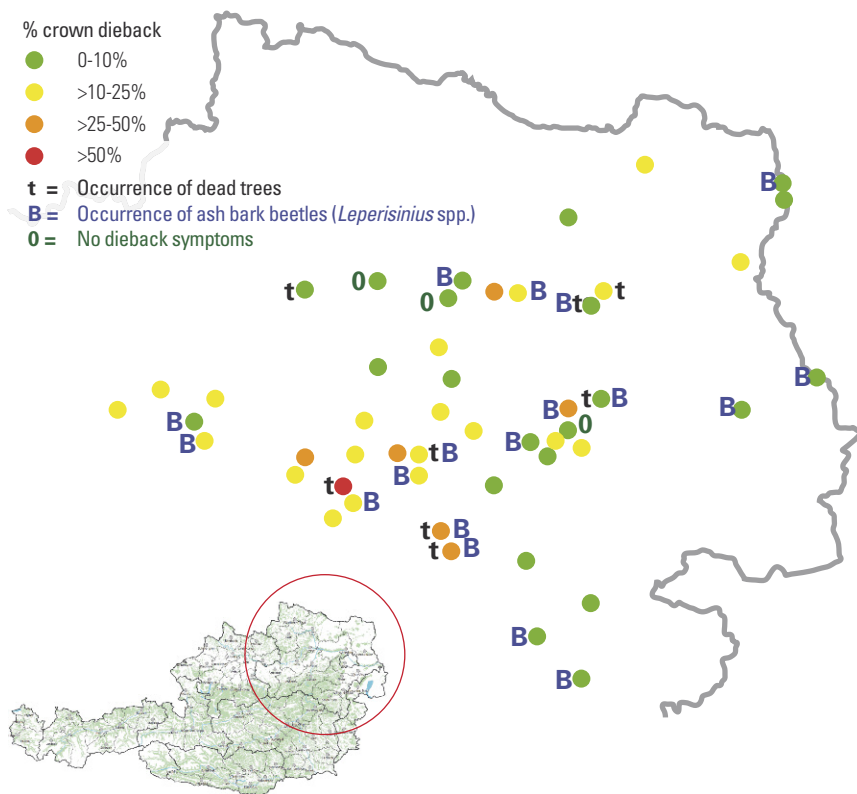 % crown dieback
0-10%
>10-25%
>25-50%
>50%
t = Occurrence of dead trees
B = Occurrence of ash bark beetles (Leperisinius spp.)
0 = No dieback symptoms
B
t 0 B B
0 B t t
B
t B B
B B
B 0
B B
t B
B
t B
t B
t B
B
B